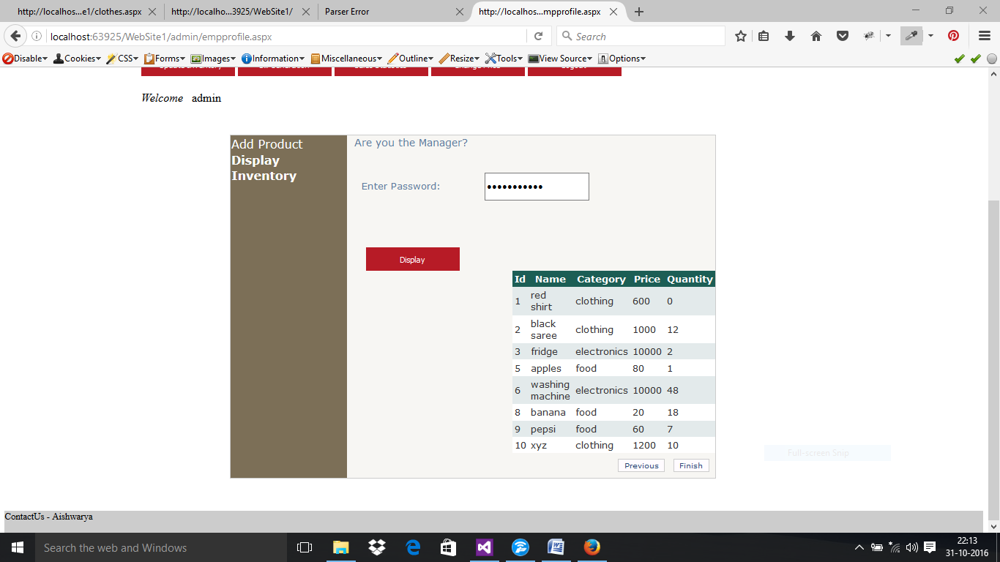 http://localhos...e1/clothes.aspx http://localho...3925/WebSite1/ Parser Error http://localhos...mpprofile.aspx
localhost:63925/WebSite1/admin/empprofile.aspx Search
Disable Cookies CSS Forms Images Information Miscellaneous Outline Resize Tools View Source Options
Welcome admin
Add Product
Display
Inventory
Are you the Manager?
Enter Password:
Display
Id Name Category Price Quantity
1 red shirt clothing 600 0
2 black saree clothing 1000 12
3 fridge electronics 10000 2
5 apples food 80 1
6 washing machine electronics 10000 48
8 banana food 20 18
9 pepsi food 60 7
10 xyz clothing 1200 10
Previous Finish
Full-screen Snip
ContactUs - Aishwarya
Search the web and Windows
22:13
31-10-2016